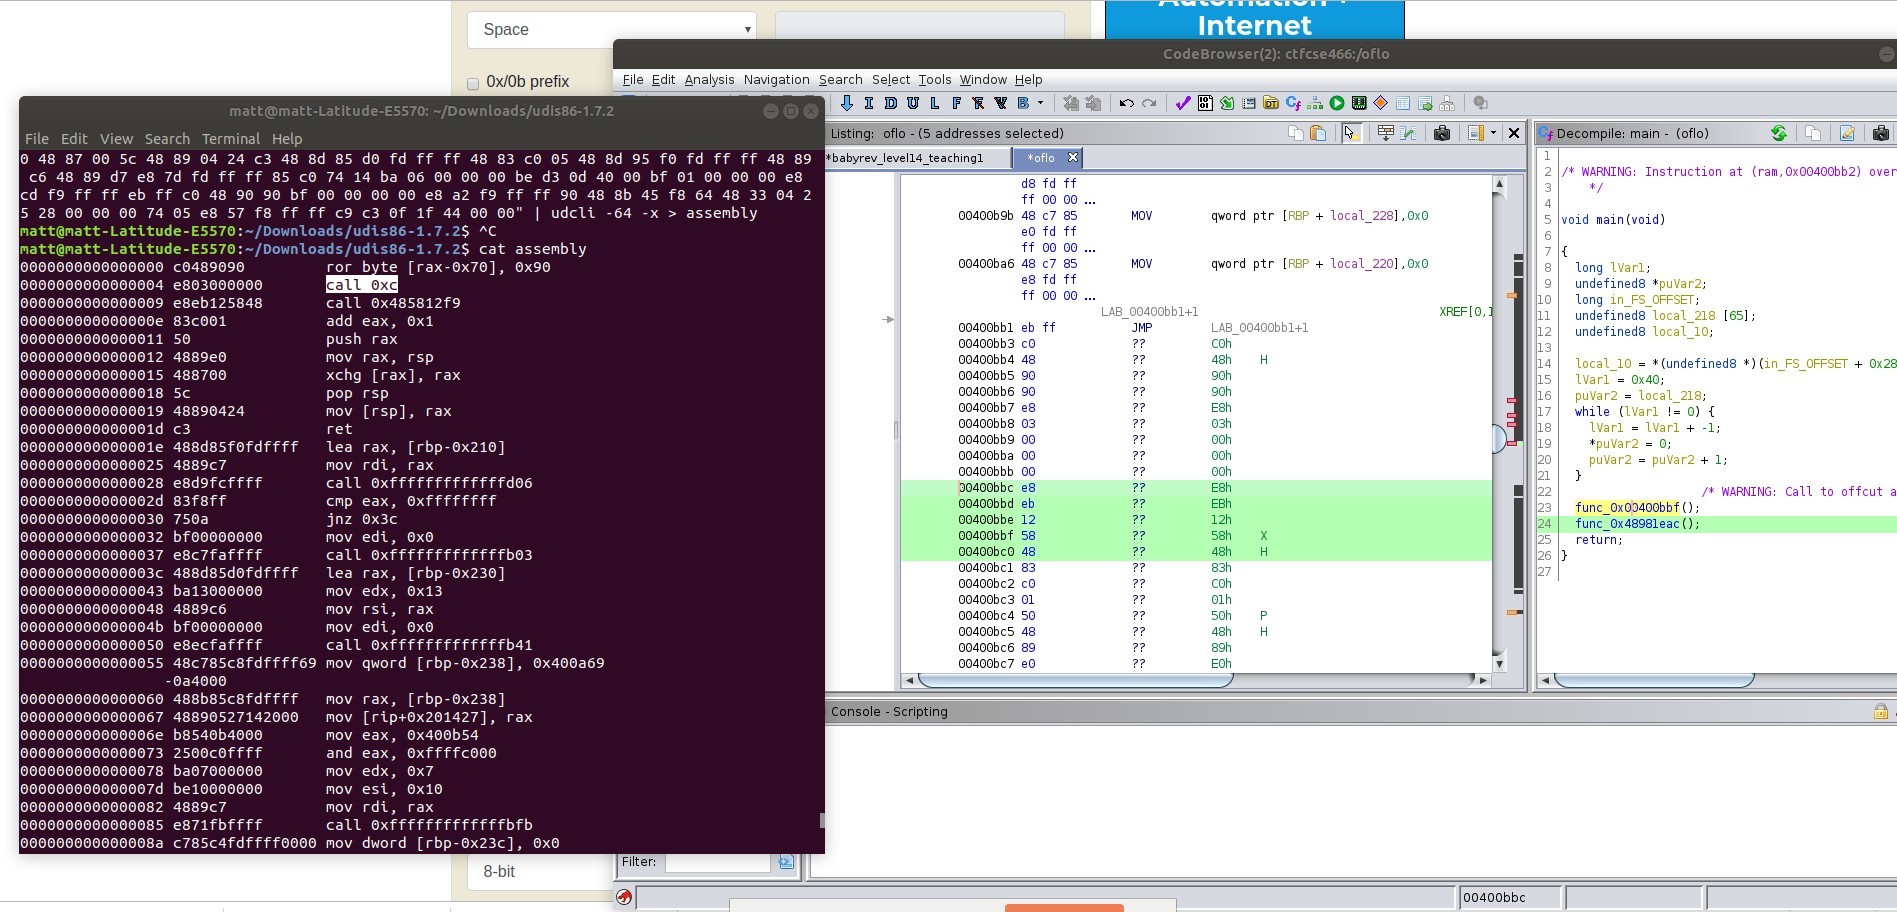 Automation +
Internet
Space
0x/0b prefix
CodeBrowser(2): ctfcse466:/oflo
File Edit Analysis Navigation Search Select Tools Window Help
I D U L F B
matt@matt-Latitude-E5570: ~/Downloads/udis86-1.7.2
File Edit View Search Terminal Help
0 48 87 00 5c 48 89 04 24 c3 48 8d 85 d0 fd ff ff 48 83 c0 05 48 8d 95 f0 fd ff ff 48 89
c6 48 89 d7 e8 7d fd ff ff 85 c0 74 14 ba 06 00 00 00 be d3 0d 40 00 bf 01 00 00 00 e8
cd f9 ff ff eb ff c0 48 90 90 bf 00 00 00 00 e8 a2 f9 ff ff 90 48 8b 45 f8 64 48 33 04 2
5 28 00 00 00 74 05 e8 57 f8 ff ff c9 c3 0f 1f 44 00 00" | udcli -64 -x > assembly
matt@matt-Latitude-E5570:~/Downloads/udis86-1.7.2$ ^C
matt@matt-Latitude-E5570:~/Downloads/udis86-1.7.2$ cat assembly
0000000000000000 c0489090 ror byte [rax-0x70], 0x90
0000000000000004 e803000000 call 0xc
0000000000000009 e8eb125848 call 0x485812f9
000000000000000e 83c001 add eax, 0x1
0000000000000011 50 push rax
0000000000000012 4889e0 mov rax, rsp
0000000000000015 488700 xchg [rax], rax
0000000000000018 5c pop rsp
0000000000000019 48890424 mov [rsp], rax
000000000000001d c3 ret
000000000000001e 488d85f0fdffff lea rax, [rbp-0x210]
0000000000000025 4889c7 mov rdi, rax
0000000000000028 e8d9fcffff call 0xfffffffffffffd06
000000000000002d 83f8ff cmp eax, 0xffffffff
0000000000000030 750a jnz 0x3c
0000000000000032 bf00000000 mov edi, 0x0
0000000000000037 e8c7faffff call 0xfffffffffffffb03
000000000000003c 488d85d0fdffff lea rax, [rbp-0x230]
0000000000000043 ba13000000 mov edx, 0x13
0000000000000048 4889c6 mov rsi, rax
000000000000004b bf00000000 mov edi, 0x0
0000000000000050 e8ecfaffff call 0xfffffffffffffb41
0000000000000055 48c785c8fdffff69 mov qword [rbp-0x238], 0x400a69
-0a4000
0000000000000060 488b85c8fdffff mov rax, [rbp-0x238]
0000000000000067 48890527142000 mov [rip+0x201427], rax
000000000000006e b8540b4000 mov eax, 0x400b54
0000000000000073 2500c0ffff and eax, 0xffffc000
0000000000000078 ba07000000 mov edx, 0x7
000000000000007d be10000000 mov esi, 0x10
0000000000000082 4889c7 mov rdi, rax
0000000000000085 e871fbffff call 0xfffffffffffffbfb
000000000000008a c785c4fdffff0000 mov dword [rbp-0x23c], 0x0
8-bit
Filter:
Listing: oflo - (5 addresses selected)
*babyrev_level14_teaching1
*oflo
d8 fd ff
ff 00 00 ...
00400b9b 48 c7 85 MOV qword ptr [RBP + local_228],0x0
e0 fd ff
ff 00 00 ...
00400ba6 48 c7 85 MOV qword ptr [RBP + local_220],0x0
e8 fd ff
ff 00 00 ...
LAB_00400bb1+1 XREF[0,1
00400bb1 eb ff JMP LAB_00400bb1+1
00400bb3 c0 ?? C0h
00400bb4 48 ?? 48h H
00400bb5 90 ?? 90h
00400bb6 90 ?? 90h
00400bb7 e8 ?? E8h
00400bb8 03 ?? 03h
00400bb9 00 ?? 00h
00400bba 00 ?? 00h
00400bbb 00 ?? 00h
00400bbc e8 ?? E8h
00400bbd eb ?? EBh
00400bbe 12 ?? 12h
00400bbf 58 ?? 58h X
00400bc0 48 ?? 48h H
00400bc1 83 ?? 83h
00400bc2 c0 ?? C0h
00400bc3 01 ?? 01h
00400bc4 50 ?? 50h P
00400bc5 48 ?? 48h H
00400bc6 89 ?? 89h
00400bc7 e0 ?? E0h
Console - Scripting
00400bbc
Decompile: main - (oflo)
1
2 /* WARNING: Instruction at (ram,0x00400bb2) over
3 */
4
5 void main(void)
6
7 {
8 long lVar1;
9 undefined8 *puVar2;
10 long in_FS_OFFSET;
11 undefined8 local_218 [65];
12 undefined8 local_10;
13
14 local_10 = *(undefined8 *)(in_FS_OFFSET + 0x28
15 lVar1 = 0x40;
16 puVar2 = local_218;
17 while (lVar1 != 0) {
18 lVar1 = lVar1 + -1;
19 *puVar2 = 0;
20 puVar2 = puVar2 + 1;
21 }
22 /* WARNING: Call to offcut a
23 func_0x00400bbf();
24 func_0x48981eac();
25 return;
26 }
27